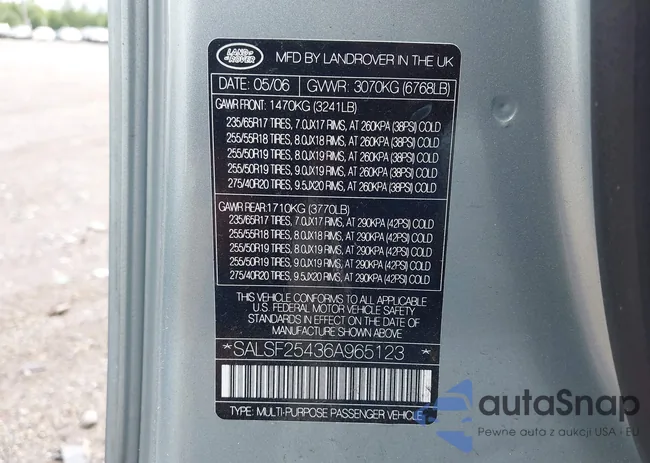 LAND ROVER
MFD BY LANDROVER IN THE UK
DATE: 05/06 GVWR: 3070KG (6768LB)
GAWR FRONT: 1470KG (3241LB)
235/65R17 TIRES, 7.0JX17 RIMS, AT 260KPA (38PSI) COLD
255/55R18 TIRES, 8.0JX18 RIMS, AT 260KPA (38PSI) COLD
255/50R19 TIRES, 8.0JX19 RIMS, AT 260KPA (38PSI) COLD
255/50R19 TIRES, 9.0JX19 RIMS, AT 260KPA (38PSI) COLD
275/40R20 TIRES, 9.5JX20 RIMS, AT 260KPA (38PSI) COLD
GAWR REAR:1710KG (3770LB)
235/65R17 TIRES, 7.0JX17 RIMS, AT 290KPA (42PSI) COLD
255/55R18 TIRES, 8.0JX18 RIMS, AT 290KPA (42PSI) COLD
255/50R19 TIRES, 8.0JX19 RIMS, AT 290KPA (42PSI) COLD
255/50R19 TIRES, 9.0JX19 RIMS, AT 290KPA (42PSI) COLD
275/40R20 TIRES, 9.5JX20 RIMS, AT 290KPA (42PSI) COLD
THIS VEHICLE CONFORMS TO ALL APPLICABLE
U.S. FEDERAL MOTOR VEHICLE SAFETY
STANDARDS IN EFFECT ON THE DATE OF
MANUFACTURE SHOWN ABOVE
*SALSF25436A965123*
TYPE: MULTI-PURPOSE PASSENGER VEHICLE
autoSnap
Pewne auta z aukcji USA - EU